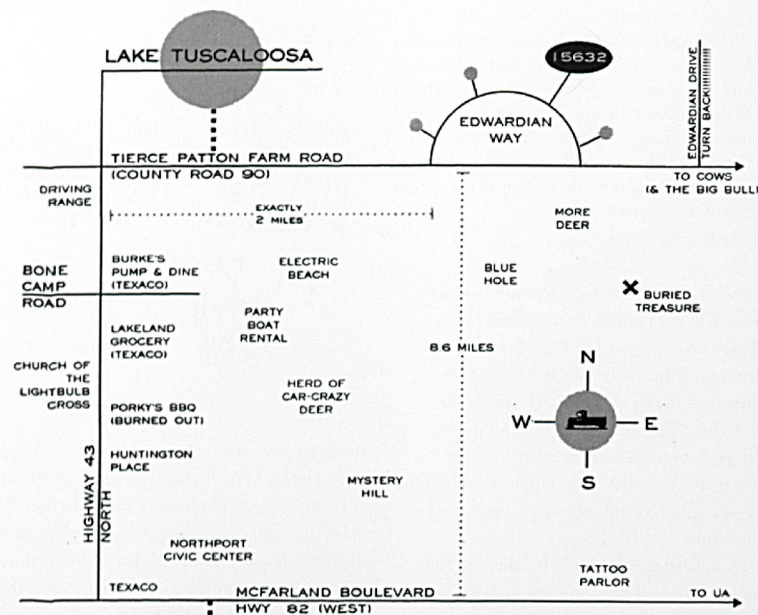 LAKE TUSCALOOSA
15632
EDWARDIAN
WAY
EDWARDIAN DRIVE
TURN BACK!!!!!!!!!!!!!!
TIERCE PATTON FARM ROAD
(COUNTY ROAD 90)
TO COWS
(& THE BIG BULL)
DRIVING
RANGE
EXACTLY
2 MILES
MORE
DEER
BURKE'S
PUMP & DINE
(TEXACO)
ELECTRIC
BEACH
BLUE
HOLE
BONE
CAMP
ROAD
BURIED
TREASURE
PARTY
BOAT
RENTAL
LAKELAND
GROCERY
(TEXACO)
8.6 MILES
CHURCH OF
THE
LIGHTBULB
CROSS
HERD OF
CAR-CRAZY
DEER
N
W
E
S
PORKY'S BBQ
(BURNED OUT)
HUNTINGTON
PLACE
HIGHWAY 43
NORTH
MYSTERY
HILL
NORTHPORT
CIVIC CENTER
TATTOO
PARLOR
TEXACO
MCFARLAND BOULEVARD
HWY 82 (WEST)
TO UA